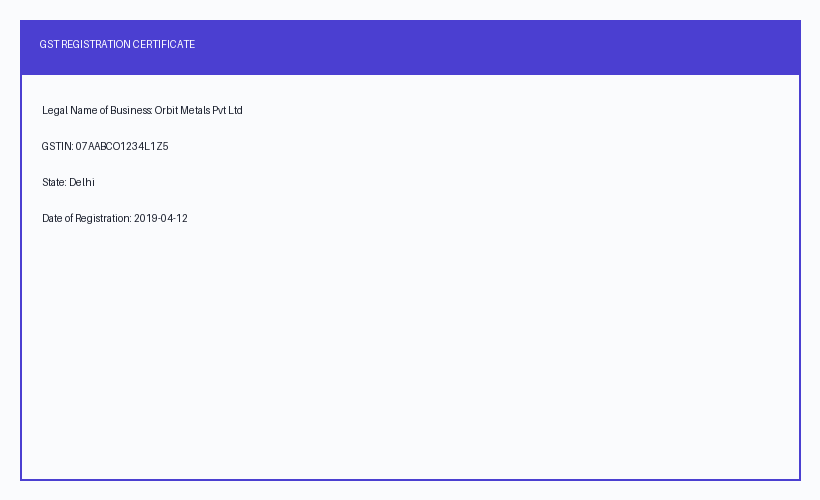 GST REGISTRATION CERTIFICATE
Legal Name of Business: Orbit Metals Pvt Ltd
GSTIN: 07AABCO1234L1Z5
State: Delhi
Date of Registration: 2019-04-12